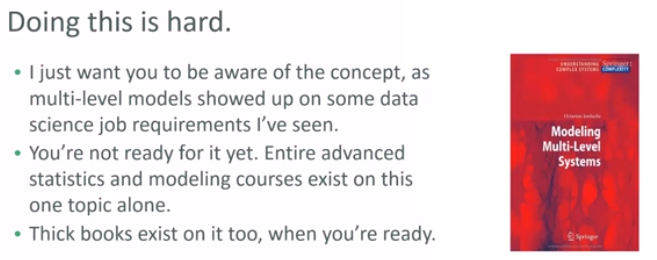 Doing this is hard.
• I just want you to be aware of the concept, as
multi-level models showed up on some data
science job requirements I've seen.
• You're not ready for it yet. Entire advanced
statistics and modeling courses exist on this
one topic alone.
• Thick books exist on it too, when you're ready.
UNDERSTANDING
COMPLEX SYSTEMS
Springer:
COMPLEXITY
Modeling
Multi-Level
Systems
Springer